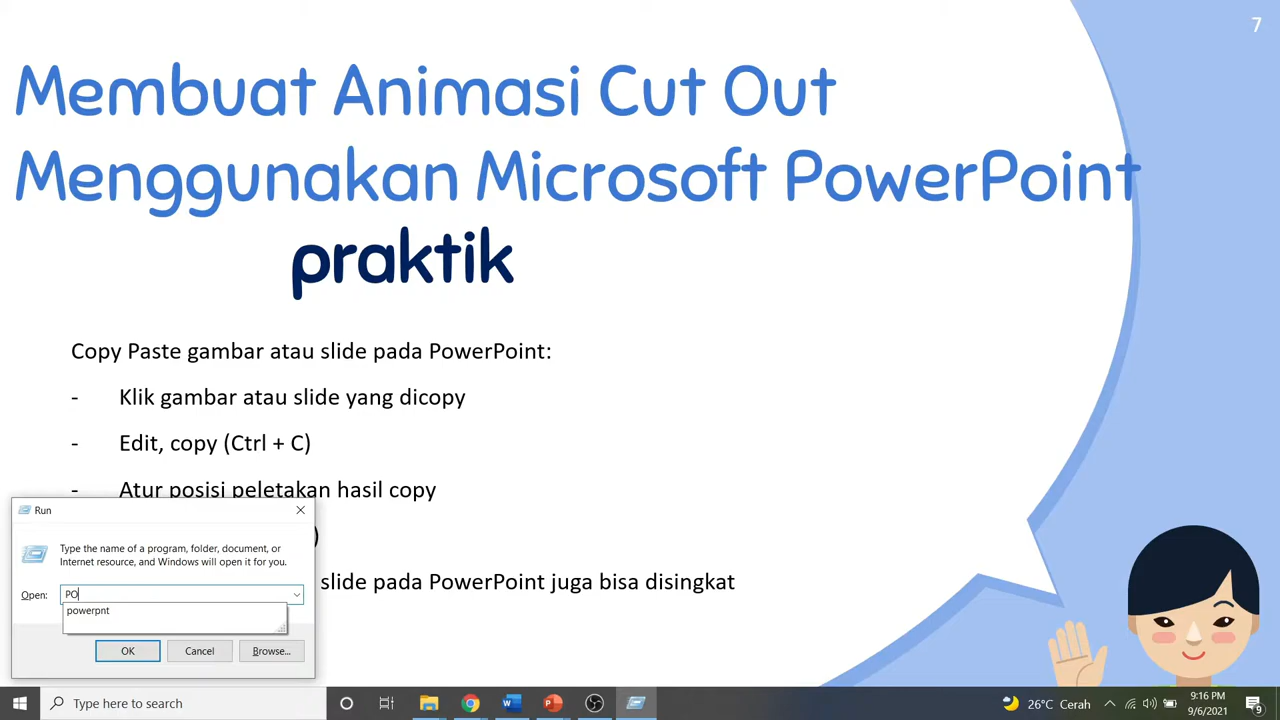 7
Membuat Animasi Cut Out
Menggunakan Microsoft PowerPoint
praktik
Copy Paste gambar atau slide pada PowerPoint:
- Klik gambar atau slide yang dicopy
- Edit, copy (Ctrl + C)
- Atur posisi peletakan hasil copy
)
slide pada PowerPoint juga bisa disingkat
Run
Type the name of a program, folder, document, or
Internet resource, and Windows will open it for you.
Open: PO
powerpnt
OK Cancel Browse...
Type here to search
26°C Cerah
9:16 PM
9/6/2021
9